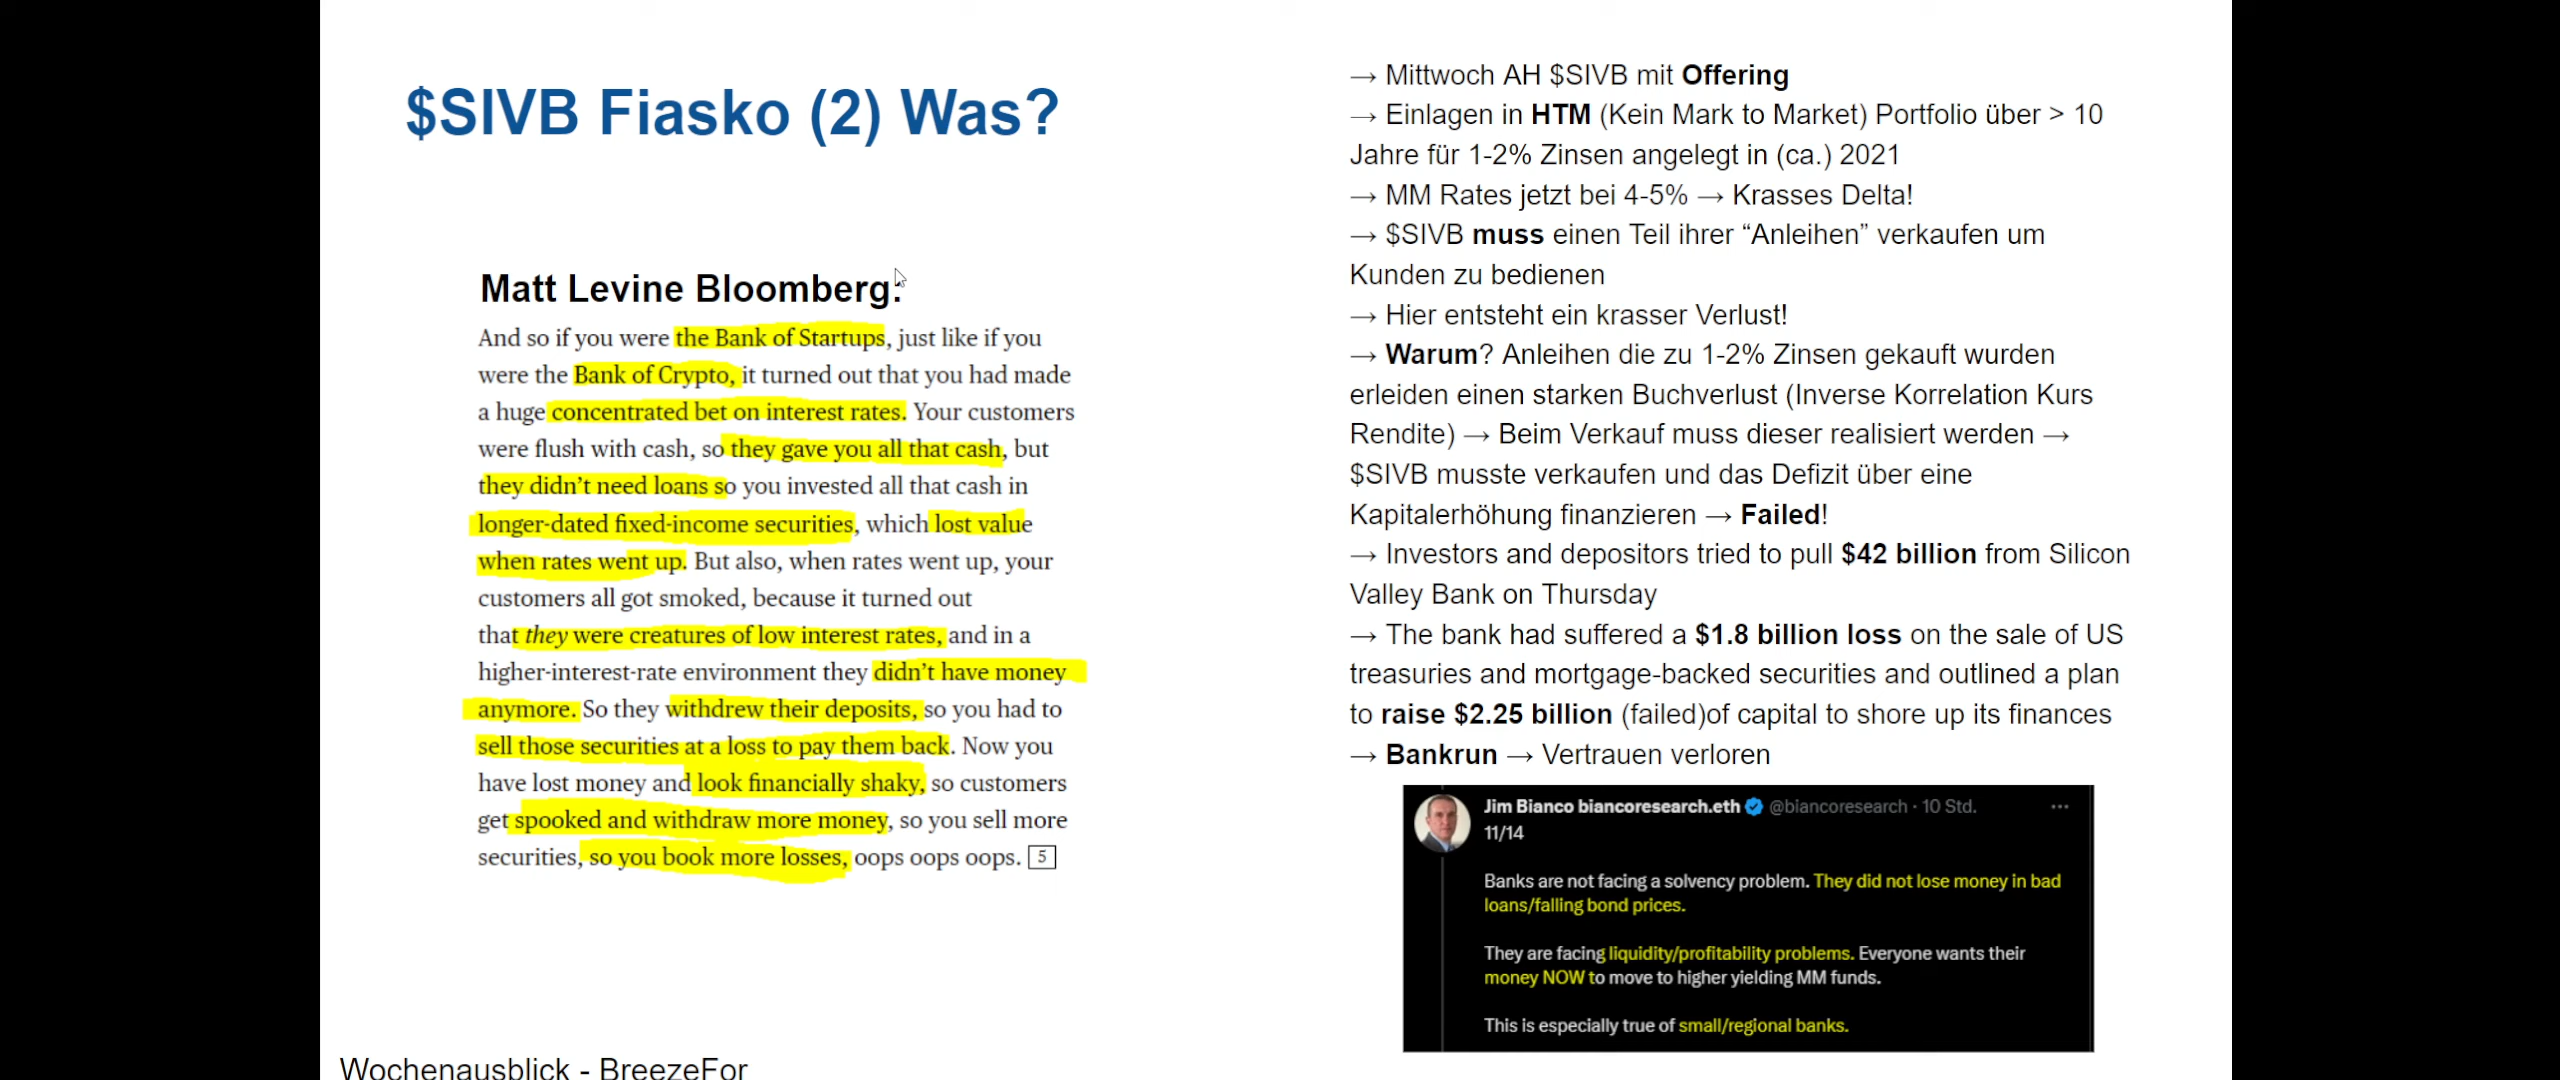 $SIVB Fiasko (2) Was?
Matt Levine Bloomberg:
And so if you were the Bank of Startups, just like if you
were the Bank of Crypto, it turned out that you had made
a huge concentrated bet on interest rates. Your customers
were flush with cash, so they gave you all that cash, but
they didn’t need loans so you invested all that cash in
longer-dated fixed-income securities, which lost value
when rates went up. But also, when rates went up, your
customers all got smoked, because it turned out
that they were creatures of low interest rates, and in a
higher-interest-rate environment they didn’t have money
anymore. So they withdrew their deposits, so you had to
sell those securities at a loss to pay them back. Now you
have lost money and look financially shaky, so customers
get spooked and withdraw more money, so you sell more
securities, so you book more losses, oops oops oops. 5
→ Mittwoch AH $SIVB mit Offering
→ Einlagen in HTM (Kein Mark to Market) Portfolio über > 10
Jahre für 1-2% Zinsen angelegt in (ca.) 2021
→ MM Rates jetzt bei 4-5% → Krasses Delta!
→ $SIVB muss einen Teil ihrer “Anleihen” verkaufen um
Kunden zu bedienen
→ Hier entsteht ein krasser Verlust!
→ Warum? Anleihen die zu 1-2% Zinsen gekauft wurden
erleiden einen starken Buchverlust (Inverse Korrelation Kurs
Rendite) → Beim Verkauf muss dieser realisiert werden →
$SIVB musste verkaufen und das Defizit über eine
Kapitalerhöhung finanzieren → Failed!
→ Investors and depositors tried to pull $42 billion from Silicon
Valley Bank on Thursday
→ The bank had suffered a $1.8 billion loss on the sale of US
treasuries and mortgage-backed securities and outlined a plan
to raise $2.25 billion (failed)of capital to shore up its finances
→ Bankrun → Vertrauen verloren
Jim Bianco biancoresearch.eth @biancoresearch · 10 Std.
11/14
Banks are not facing a solvency problem. They did not lose money in bad
loans/falling bond prices.
They are facing liquidity/profitability problems. Everyone wants their
money NOW to move to higher yielding MM funds.
This is especially true of small/regional banks.
Wochenausblick - BreezeFor